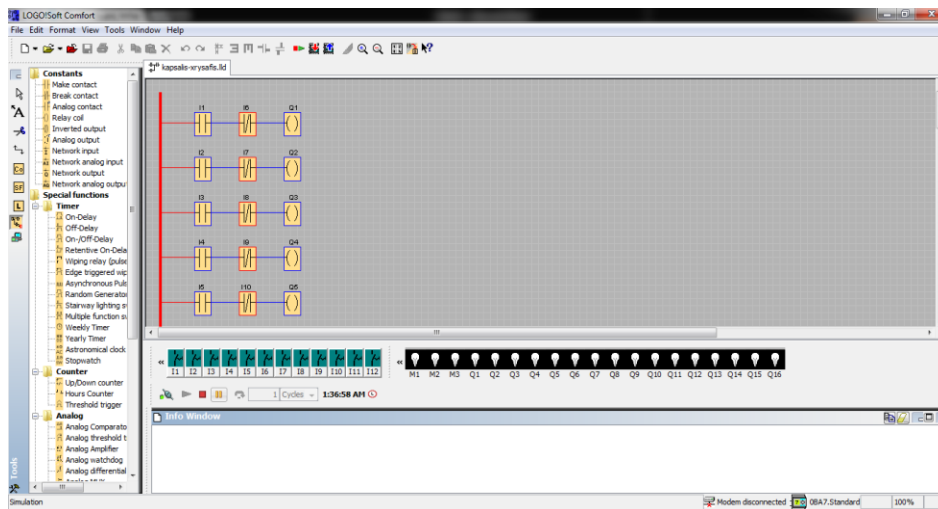 LOGO!Soft Comfort
File Edit Format View Tools Window Help
kapsalis-xrysafis.lld
Constants
Make contact
Break contact
Analog contact
Relay coil
Inverted output
Analog output
Network input
Network analog input
Network output
Network analog outpu
Special functions
Timer
On-Delay
Off-Delay
On-/Off-Delay
Retentive On-Dela
Wiping relay (pulse
Edge triggered wip
Asynchronous Puls
Random Generator
Stairway lighting s
Multiple function s
Weekly Timer
Yearly Timer
Astronomical clock
Stopwatch
Counter
Up/Down counter
Hours Counter
Threshold trigger
Analog
Analog Comparato
Analog threshold t
Analog Amplifier
Analog watchdog
Analog differential
Tools
Co
SF
L
I1 I6 Q1
I2 I7 Q2
I3 I8 Q3
I4 I9 Q4
I5 I10 Q5
« I1 I2 I3 I4 I5 I6 I7 I8 I9 I10 I11 I12
« M1 M2 M3 Q1 Q2 Q3 Q4 Q5 Q6 Q7 Q8 Q9 Q10 Q11 Q12 Q13 Q14 Q15 Q16
1 Cycles 1:36:58 AM
Info Window
Simulation
Modem disconnected
0BA7.Standard
100%